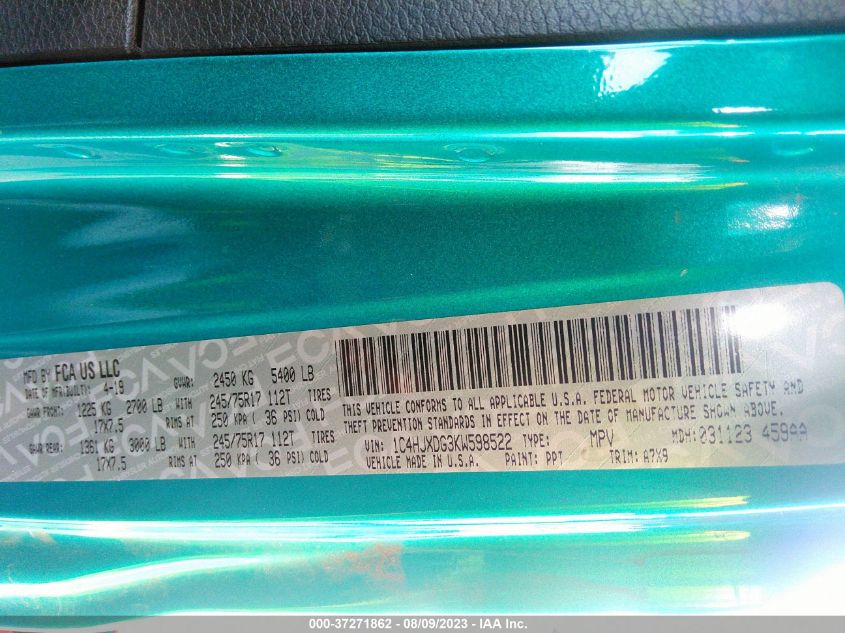 MFD BY FCA US LLC
DATE OF MFR/BUILT: 4-19 GVWR: 2450 KG 5400 LB
GAWR FRONT: 1225 KG 2700 LB WITH 245/75R17 112T TIRES
17X7.5 RIMS AT 250 KPA ( 36 PSI) COLD
GAWR REAR: 1361 KG 3000 LB WITH 245/75R17 112T TIRES
17X7.5 RIMS AT 250 KPA ( 36 PSI) COLD
THIS VEHICLE CONFORMS TO ALL APPLICABLE U.S.A. FEDERAL MOTOR VEHICLE SAFETY AND
THEFT PREVENTION STANDARDS IN EFFECT ON THE DATE OF MANUFACTURE SHOWN ABOVE.
VIN: 1C4HJXDG3KW598522 TYPE: MPV MDH: 031123 459AA
VEHICLE MADE IN U.S.A. PAINT: PPT TRIM: A7X9
000-37271862 / 08/09/2023 - IAA Inc.